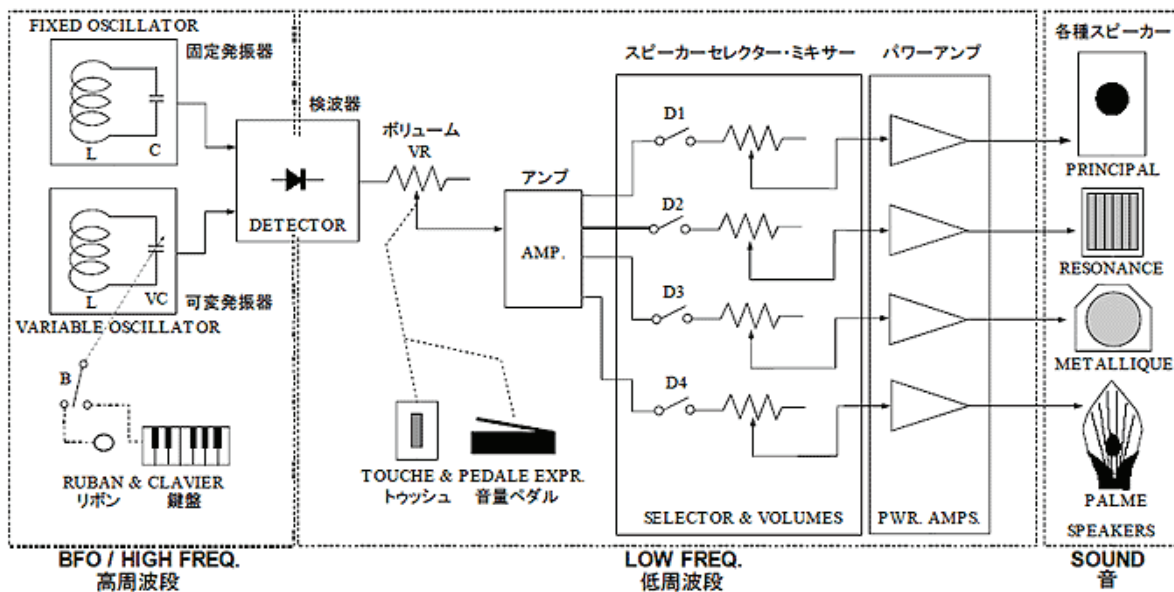 FIXED OSCILLATOR
固定発振器
L
C
L
VC
可変発振器
VARIABLE OSCILLATOR
B
RUBAN & CLAVIER
リボン 鍵盤
BFO / HIGH FREQ.
高周波段
検波器
DETECTOR
ボリューム
VR
アンプ
AMP.
TOUCHE & PEDALE EXPR.
トゥッシュ 音量ペダル
スピーカーセレクター・ミキサー
D1
D2
D3
D4
SELECTOR & VOLUMES
パワーアンプ
PWR. AMPS.
LOW FREQ.
低周波段
各種スピーカー
PRINCIPAL
RESONANCE
METALLIQUE
PALME
SPEAKERS
SOUND
音